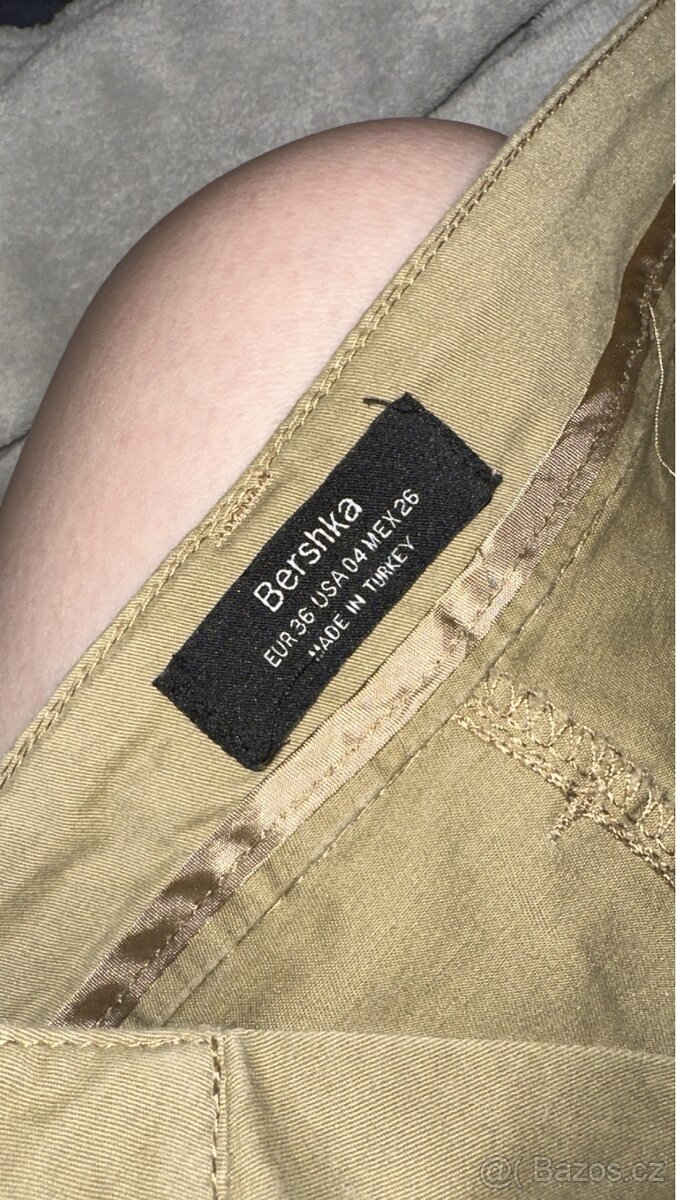 Bershka
EUR 36 USA 04 MEX 26
MADE IN TURKEY
@( Bazos.cz